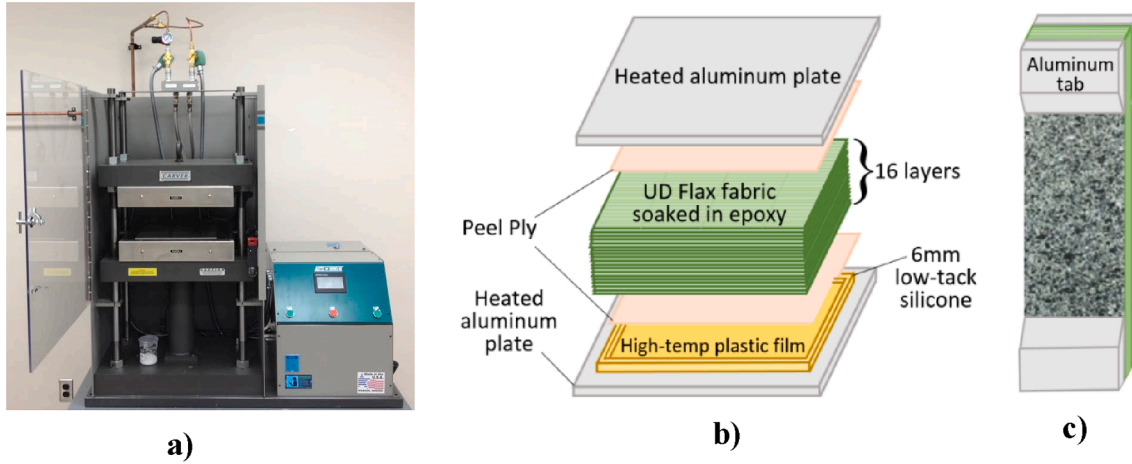 CARVER
Heated aluminum plate
UD Flax fabric
soaked in epoxy
16 layers
Peel Ply
6mm
low-tack
silicone
Heated
aluminum
plate
High-temp plastic film
Aluminum
tab
a)
b)
c)